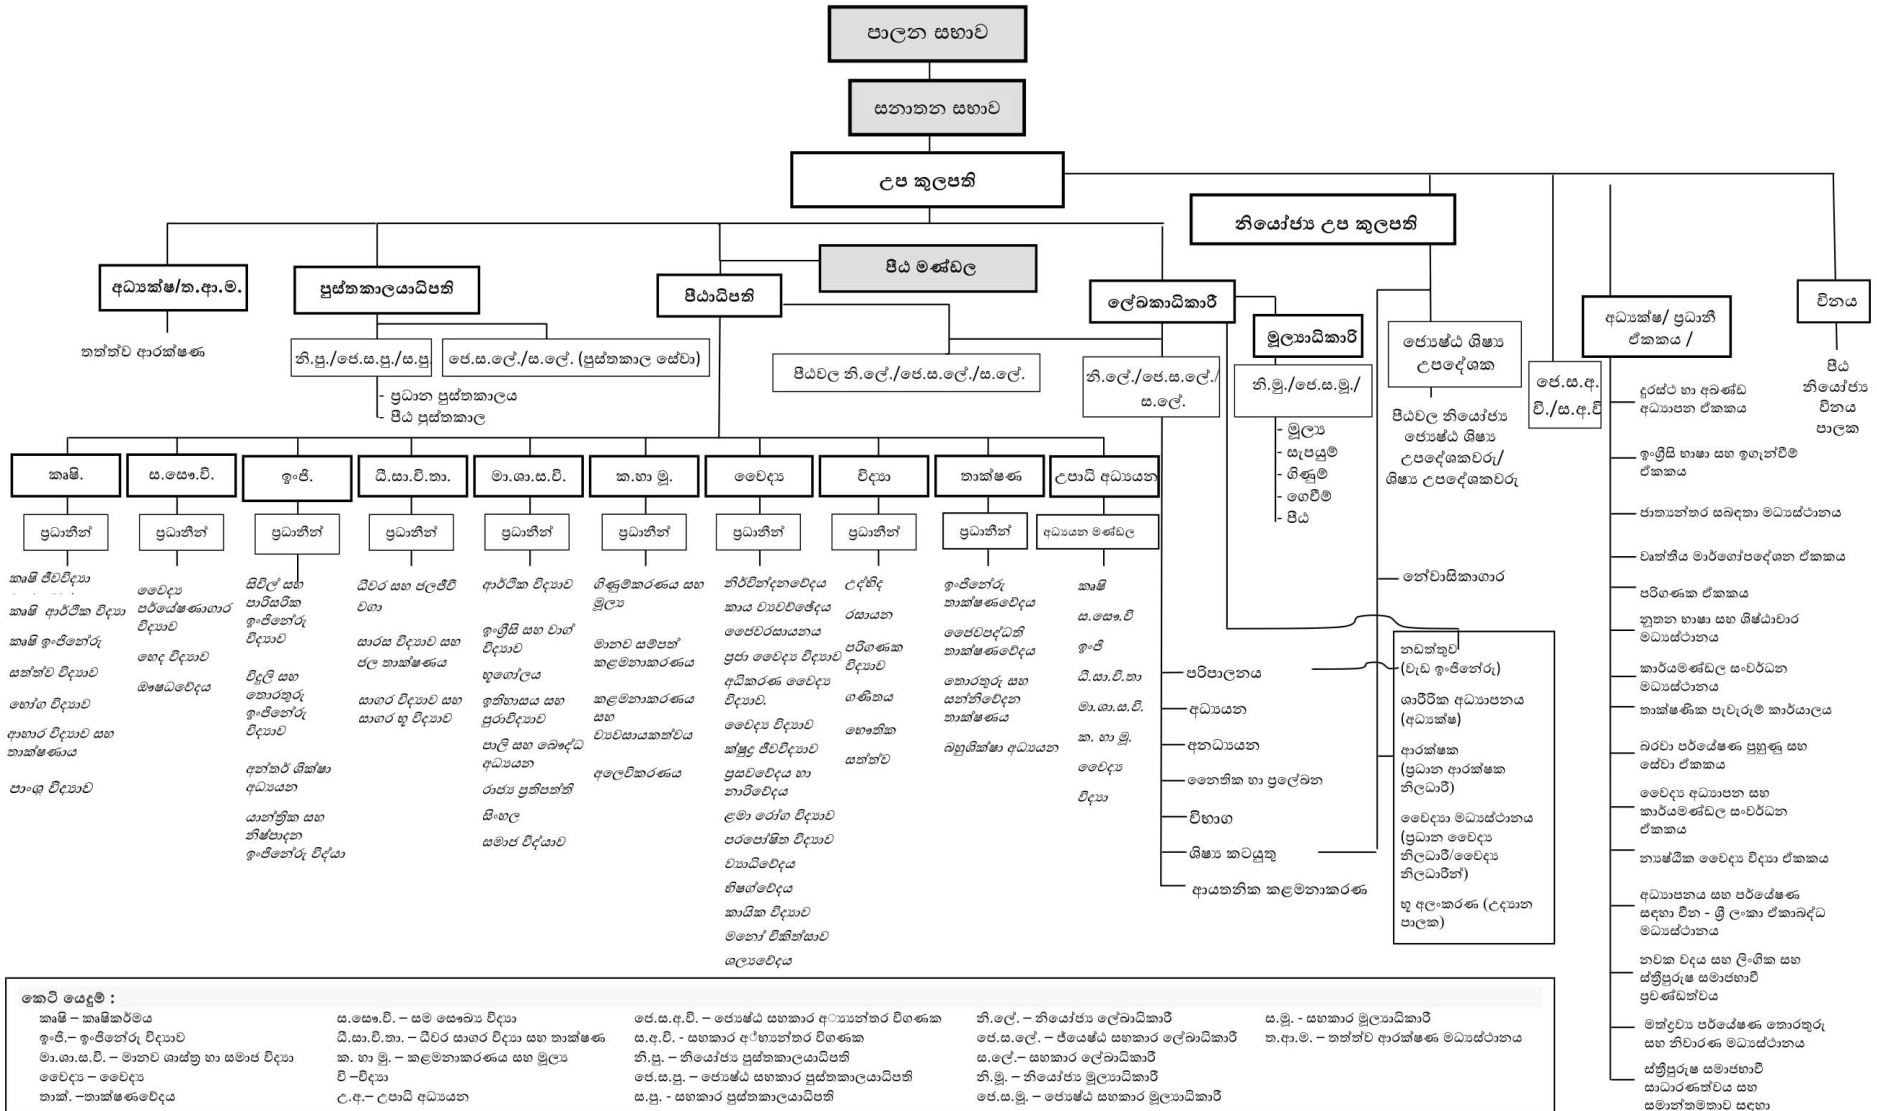 පාලන සභාව
සනාතන සභාව
උප කුලපති
නියෝජ්‍ය උප කුලපති
පීඨ මණ්ඩල
අධ්‍යක්ෂ/ත.ආ.ම.
තත්ත්ව ආරක්ෂණ
පුස්තකාලයාධිපති
නි.පු./ජේ.ස.පු./ස.පු
ජේ.ස.ලේ./ස.ලේ. (පුස්තකාල සේවා)
- ප්‍රධාන පුස්තකාලය
- පීඨ පුස්තකාල
පීඨාධිපති
පීඨවල නි.ලේ./ජේ.ස.ලේ./ස.ලේ.
ලේඛකාධිකාරී
නි.ලේ./ජේ.ස.ලේ./
ස.ලේ.
මූල්‍යාධිකාරි
නි.මු./ජේ.ස.මූ./
- මූල්‍ය
- සැපයුම්
- ගිණුම්
- ගෙවීම්
- පීඨ
ජ්‍යෙෂ්ඨ ශිෂ්‍ය
උපදේශක
පීඨවල නියෝජ්‍ය
ජ්‍යෙෂ්ඨ ශිෂ්‍ය
උපදේශකවරු/
ශිෂ්‍ය උපදේශකවරු
ජේ.ස.අ.
වි./ස.අ.වි
අධ්‍යක්ෂ/ ප්‍රධානී
ඒකකය /
විනය
පීඨ
නියෝජ්‍ය
විනය
පාලක
කෘෂි.
ප්‍රධානීන්
කෘෂි ජීවවිද්‍යා
කෘෂි ආර්ථික විද්‍යා
කෘෂි ඉංජිනේරු
සත්ත්ව විද්‍යාව
භෝග විද්‍යාව
ආහාර විද්‍යාව සහ
තාක්ෂණය
පාංශු විද්‍යාව
ස.සෞ.වි.
ප්‍රධානීන්
වෛද්‍ය
පර්යේෂණාගාර
විද්‍යාව
හෙද විද්‍යාව
ඖෂධවේදය
ඉංජි.
ප්‍රධානීන්
සිවිල් සහ
පාරිසරික
ඉංජිනේරු
විද්‍යාව
විදුලි සහ
තොරතුරු
ඉංජිනේරු
විද්‍යාව
අන්තර් ශික්ෂා
අධ්‍යයන
යාන්ත්‍රික සහ
නිෂ්පාදන
ඉංජිනේරු විද්යා
ධී.සා.වි.තා.
ප්‍රධානීන්
ධීවර සහ ජලජීවී
වගා
සාරස විද්‍යාව සහ
ජල තාක්ෂණය
සාගර විද්‍යාව සහ
සාගර භූ විද්‍යාව
මා.ශා.ස.වි.
ප්‍රධානීන්
ආර්ථික විද්‍යාව
ඉංග්‍රීසි සහ වාග්
විද්‍යාව
භූගෝලය
ඉතිහාසය සහ
පුරාවිද්‍යාව
පාලි සහ බෞද්ධ
අධ්‍යයන
රාජ්‍ය ප්‍රතිපත්ති
සිංහල
සමාජ විද්යාව
ක.හා මූ.
ප්‍රධානීන්
ගිණුම්කරණය සහ
මූල්‍ය
මානව සම්පත්
කළමනාකරණය
කළමනාකරණය
සහ
ව්‍යවසායකත්වය
අලෙවිකරණය
වෛද්‍ය
ප්‍රධානීන්
නිර්වින්දනවේදය
කාය ව්‍යවච්ඡේදය
ජෛවරසායනය
ප්‍රජා වෛද්‍ය විද්‍යාව
අධිකරණ වෛද්‍ය
විද්‍යාව.
වෛද්‍ය විද්‍යාව
ක්ෂුද්‍ර ජීවවිද්‍යාව
ප්‍රසවවේදය හා
නාරිවේදය
ළමා රෝග විද්‍යාව
පරපෝෂිත විද්‍යාව
ව්‍යාධිවේදය
භිෂග්වේදය
කායික විද්‍යාව
මනෝ චිකිත්සාව
ශල්‍යවේදය
විද්‍යා
ප්‍රධානීන්
උද්භිද
රසායන
පරිගණක
විද්‍යාව
ගණිතය
භෞතික
සත්ත්ව
තාක්ෂණ
ප්‍රධානීන්
ඉංජිනේරු
තාක්ෂණවේදය
ජෛවපද්ධති
තාක්ෂණවේදය
තොරතුරු සහ
සන්නිවේදන
තාක්ෂණය
බහුශික්ෂා අධ්‍යයන
උපාධි අධ්‍යයන
අධ්‍යයන මණ්ඩල
කෘෂි
ස.සෞ.වි
ඉංජි
ධී.සා.වි.තා
මා.ශා.ස.වි.
ක. හා මූ.
වෛද්‍ය
විද්‍යා
පරිපාලනය
අධ්‍යයන
අනධ්‍යයන
නෛතික හා ප්‍රලේඛන
විභාග
ශිෂ්‍ය කටයුතු
ආයතනික කළමනාකරණ
නේවාසිකාගාර
නඩත්තුව
(වැඩ ඉංජිනේරු)
ශාරීරික අධ්‍යාපනය
(අධ්‍යක්ෂ)
ආරක්ෂක
(ප්‍රධාන ආරක්ෂක
නිලධාරී)
වෛද්‍යා මධ්‍යස්ථානය
(ප්‍රධාන වෛද්‍ය
නිලධාරී/වෛද්‍ය
නිලධාරීන්)
භූ අලංකරණ (උද්‍යාන
පාලක)
දුරස්ථ හා අඛණ්ඩ
අධ්‍යාපන ඒකකය
ඉංග්‍රීසි භාෂා සහ ඉගැන්වීම්
ඒකකය
ජාත්‍යන්තර සබඳතා මධ්‍යස්ථානය
වෘත්තීය මාර්ගෝපදේශන ඒකකය
පරිගණක ඒකකය
නූතන භාෂා සහ ශිෂ්ඨාචාර
මධ්‍යස්ථානය
කාර්යමණ්ඩල සංවර්ධන
මධ්‍යස්ථානය
තාක්ෂණික පැවැරුම් කාර්යාලය
බරවා පර්යේෂණ පුහුණු සහ
සේවා ඒකකය
වෛද්‍ය අධ්‍යාපන සහ
කාර්යමණ්ඩල සංවර්ධන
ඒකකය
න්‍යෂ්ඨික වෛද්‍ය විද්‍යා ඒකකය
අධ්‍යාපනය සහ පර්යේෂණ
සඳහා චීන - ශ්‍රී ලංකා ඒකාබද්ධ
මධ්‍යස්ථානය
නවක වදය සහ ලිංගික සහ
ස්ත්‍රීපුරුෂ සමාජභාවී
ප්‍රචණ්ඩත්වය
මත්ද්‍රව්‍ය පර්යේෂණ තොරතුරු
සහ නිවාරණ මධ්‍යස්ථානය
ස්ත්‍රීපුරුෂ සමාජභාවී
සාධාරණත්වය සහ
සමාන්තමතාව සඳහා
කෙටි යෙදුම් :
කෘෂි – කෘෂිකර්මය
ඉංජි.– ඉංජිනේරු විද්‍යාව
මා.ශා.ස.වි. – මානව ශාස්ත්‍ර හා සමාජ විද්‍යා
වෛද්‍ය – වෛද්‍ය
තාක්. –තාක්ෂණවේදය
ස.සෞ.වි. – සම සෞඛ්‍ය විද්‍යා
ධී.සා.වි.තා. – ධීවර සාගර විද්‍යා සහ තාක්ෂණ
ක. හා මූ. – කළමනාකරණය සහ මූල්‍ය
වි –විද්‍යා
උ.අ.– උපාධි අධ්‍යයන
ජේ.ස.අ.වි. – ජ්‍යෙෂ්ඨ සහකාර විගණක
ස.අ.වි. - සහකාර විගණක
නි.පු. – නියෝජ්‍ය පුස්තකාලයාධිපති
ජේ.ස.පු. – ජ්‍යෙෂ්ඨ සහකාර පුස්තකාලයාධිපති
ස.පු. - සහකාර පුස්තකාලයාධිපති
නි.ලේ. – නියෝජ්‍ය ලේඛාධිකාරී
ජේ.ස.ලේ. – ජ්යෙෂ්ඨ සහකාර ලේඛාධිකාරී
ස.ලේ.– සහකාර ලේඛාධිකාරී
නි.මූ. – නියෝජ්‍ය මූල්‍යාධිකාරී
ජේ.ස.මූ. – ජ්‍යෙෂ්ඨ සහකාර මූල්‍යාධිකාරී
ස.මූ. - සහකාර මූල්‍යාධිකාරී
ත.ආ.ම. – තත්ත්ව ආරක්ෂණ මධ්‍යස්ථානය